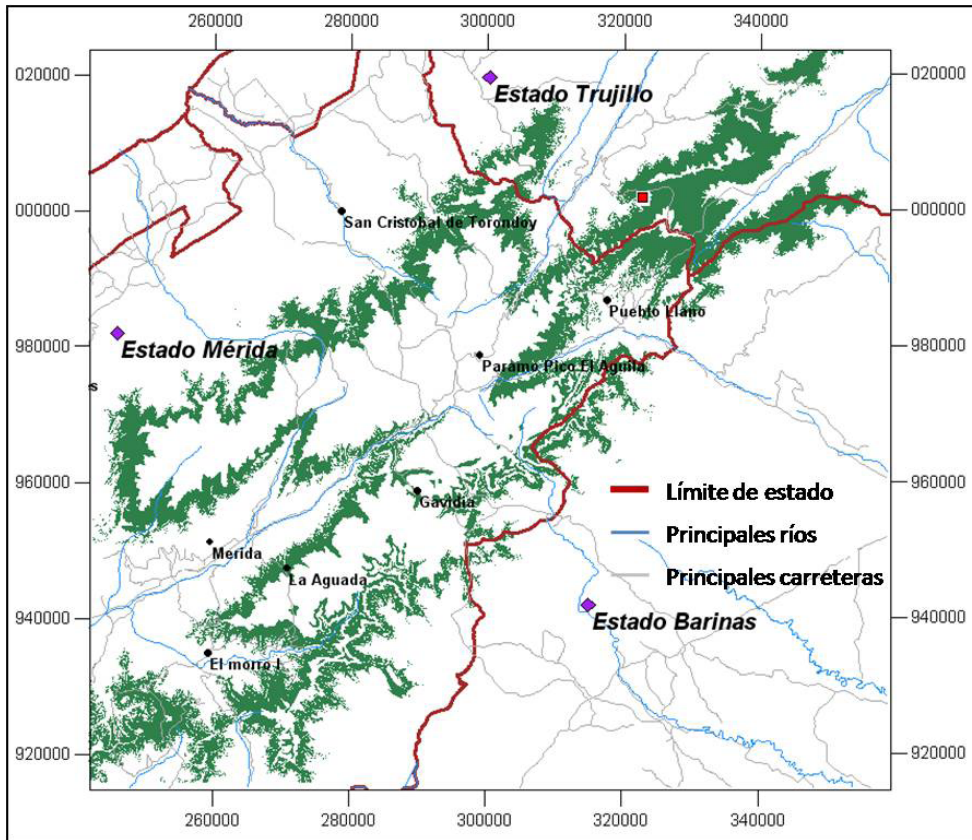 260000 280000 300000 320000 340000
020000 020000
Estado Trujillo
000000 000000
San Cristobal de Torondoy
Pueblo Llano
980000 Estado Mérida 980000
Paramo Pico El Aguila
s
960000 960000
Límite de estado
Gavidia
Principales ríos
Merida
La Aguada
Principales carreteras
940000 940000
Estado Barinas
El morro I
920000 920000
260000 280000 300000 320000 340000